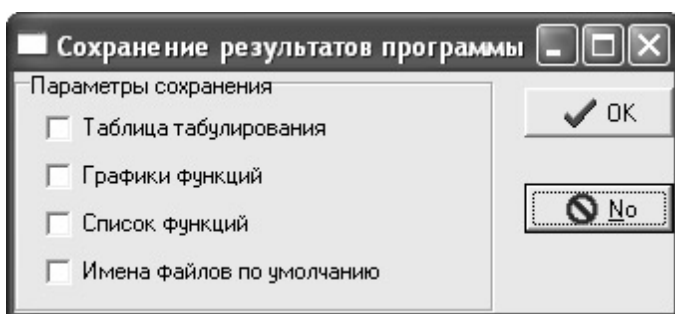 Сохранение результатов программы
Параметры сохранения
Таблица табулирования
Графики функций
Список функций
Имена файлов по умолчанию
OK
No